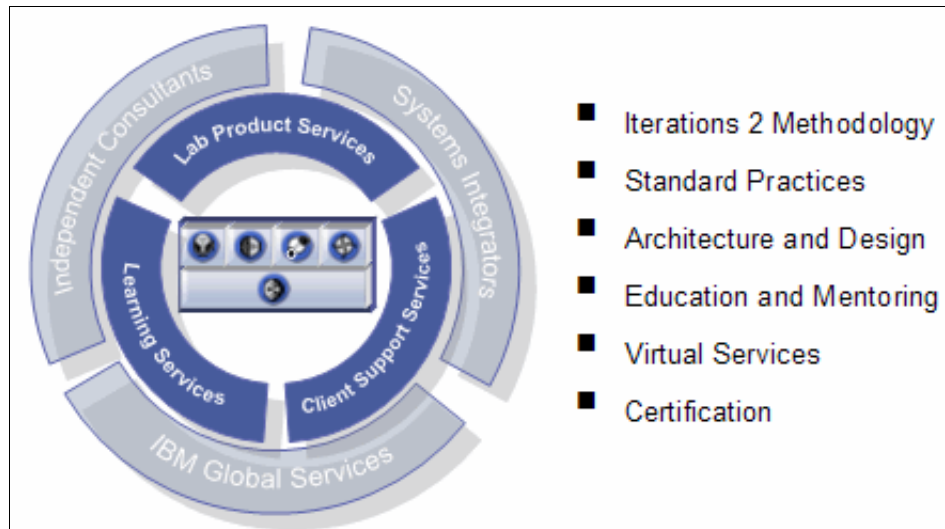 Independent Consultants
Systems Integrators
Lab Product Services
Learning Services
Client Support Services
IBM Global Services
Iterations 2 Methodology
Standard Practices
Architecture and Design
Education and Mentoring
Virtual Services
Certification